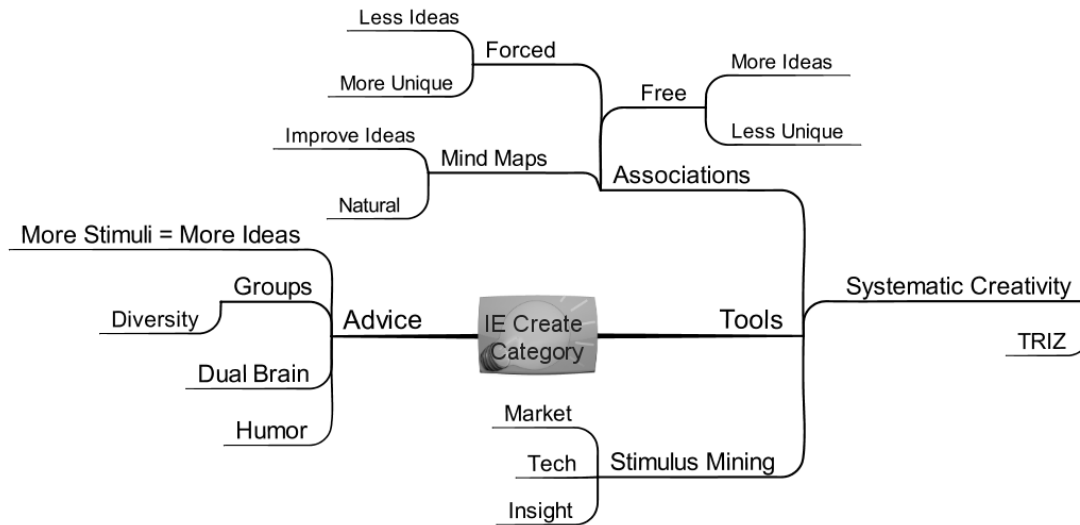 Less Ideas
Forced
More Unique
More Ideas
Free
Less Unique
Improve Ideas
Mind Maps
Natural
Associations
More Stimuli = More Ideas
Groups
Diversity
Advice
Dual Brain
Humor
IE Create
Category
Tools
Systematic Creativity
TRIZ
Market
Tech
Stimulus Mining
Insight